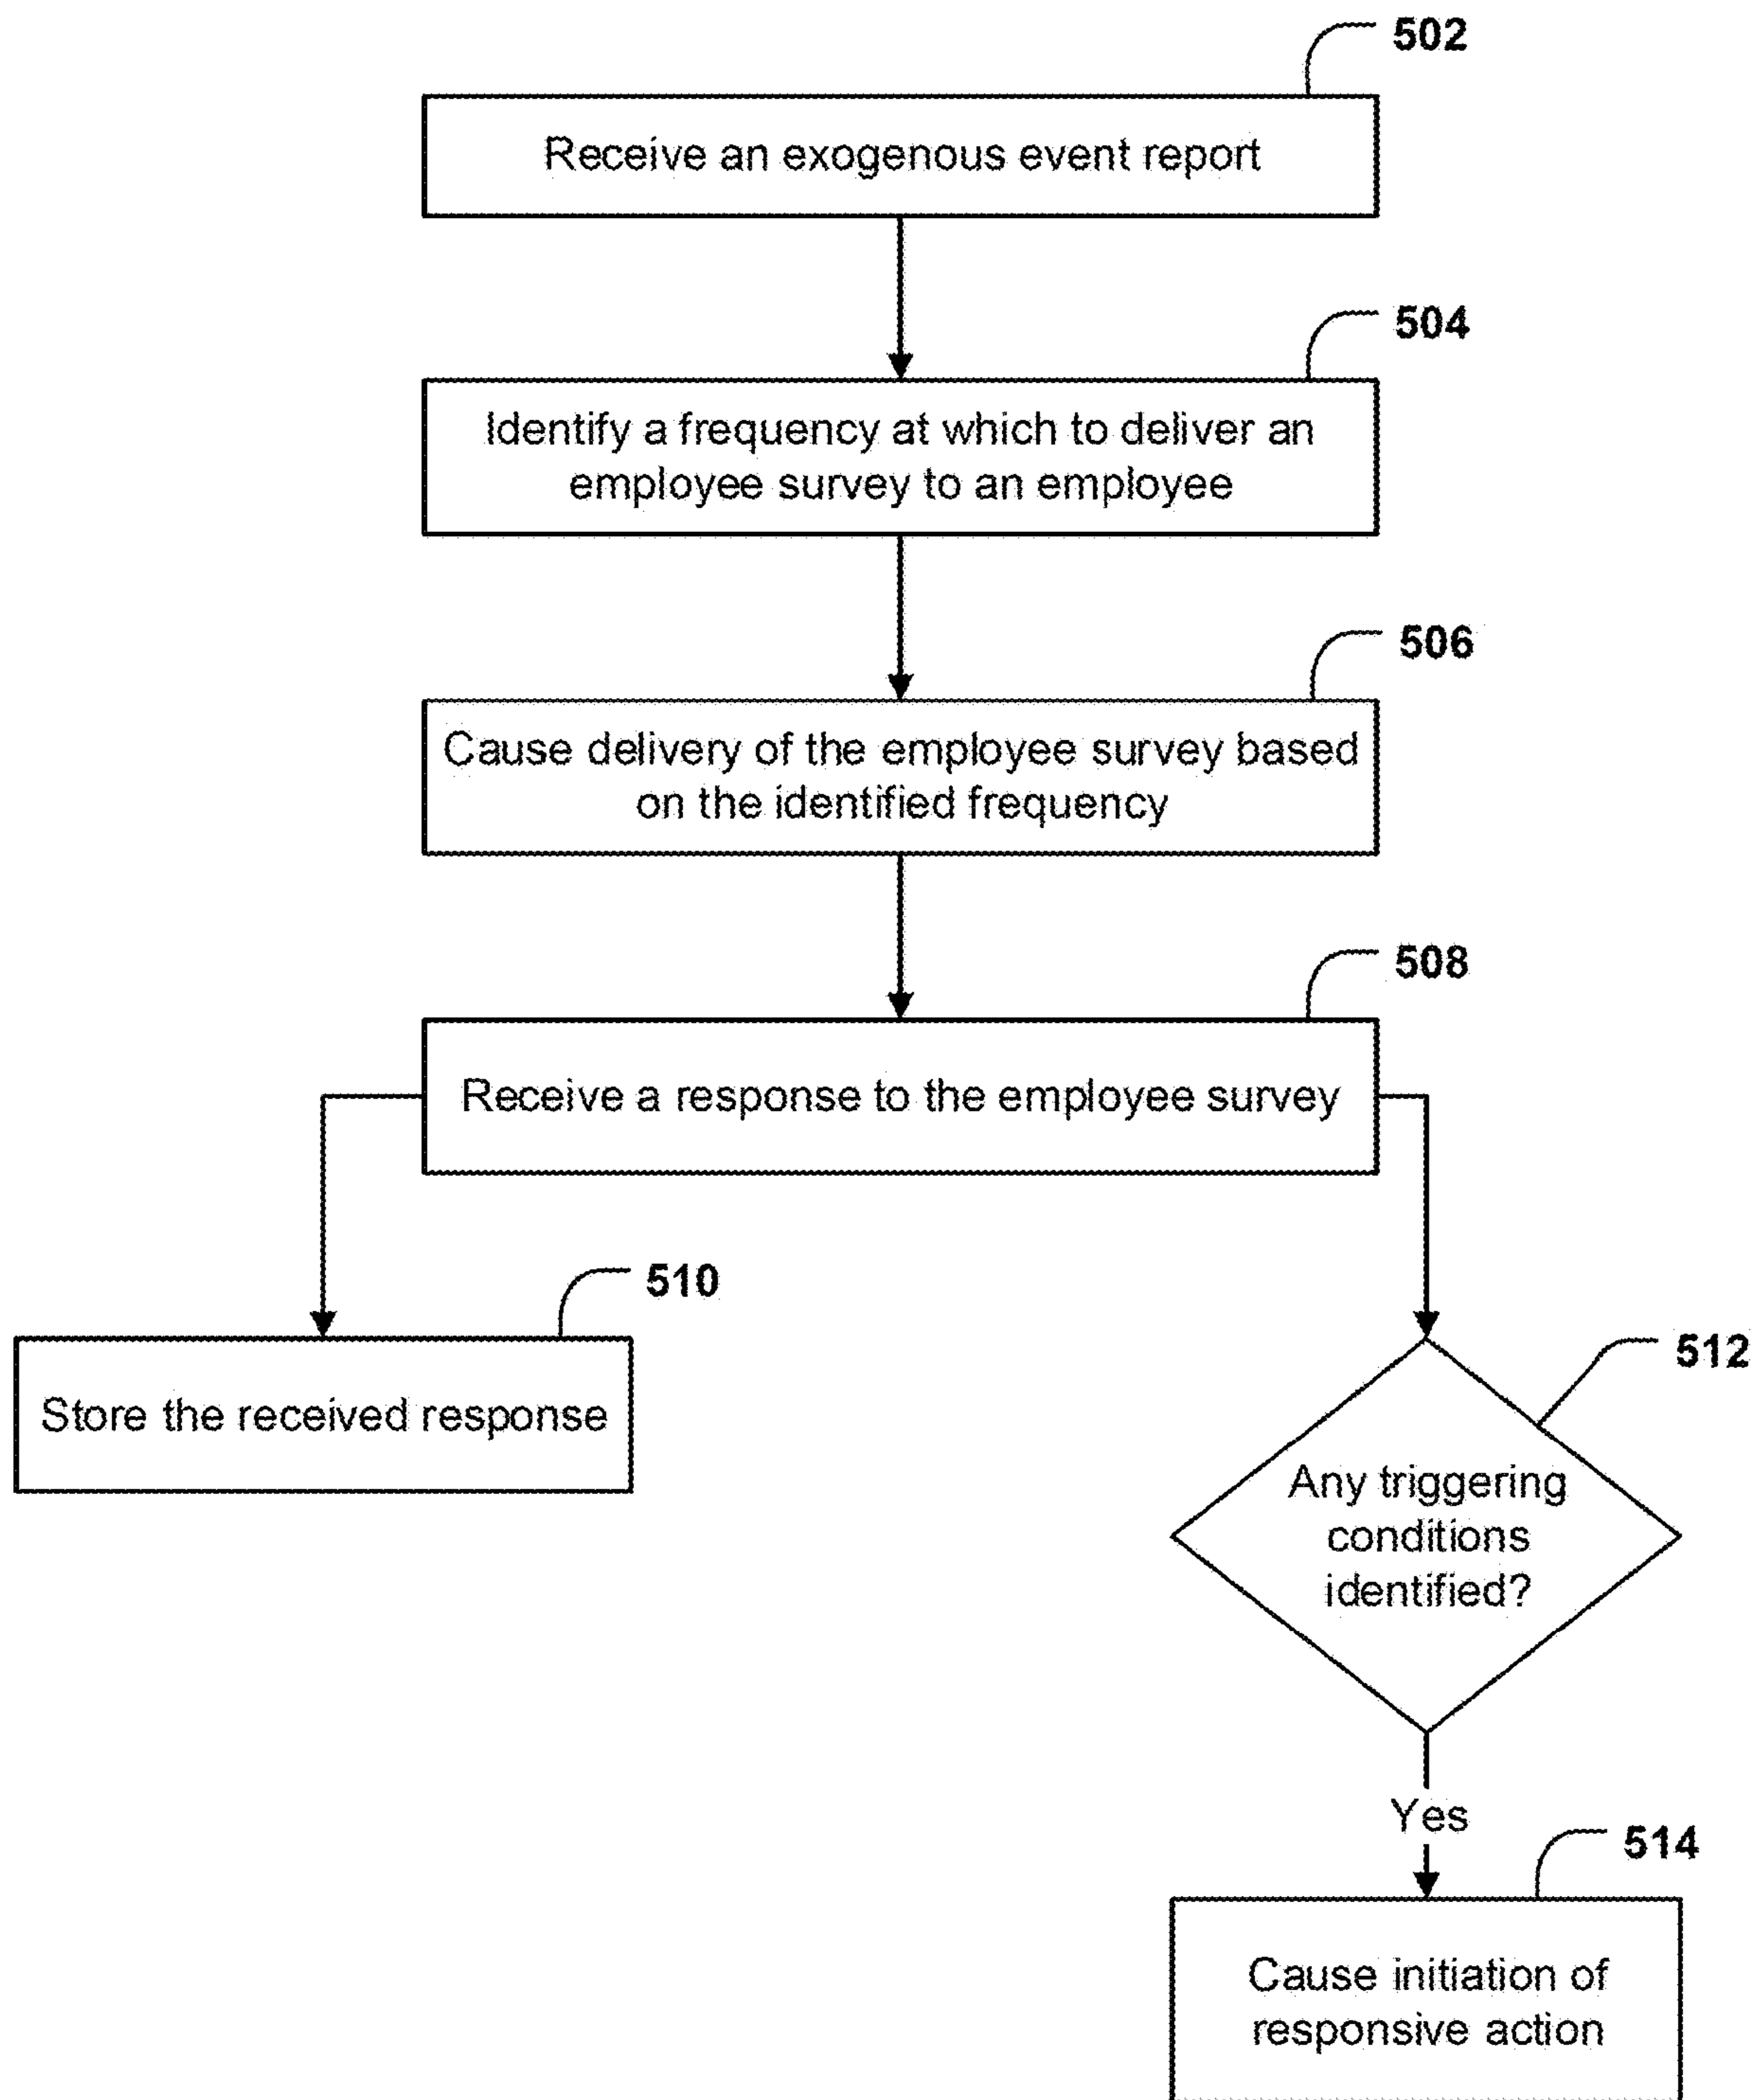 502
Receive an exogenous event report
504
Identify a frequency at which to deliver an
employee survey to an employee
506
Cause delivery of the employee survey based
on the identified frequency
508
Receive a response to the employee survey
510
Store the received response
512
Any triggering
conditions
identified?
Yes
514
Cause initiation of
responsive action